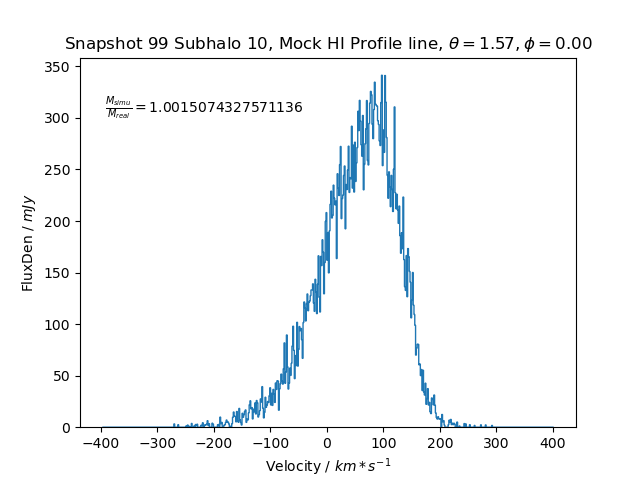 Snapshot 99 Subhalo 10, Mock HI Profile line, θ = 1.57, ϕ = 0.00
M_simu/M_real = 1.0015074327571136
FluxDen / mJy
350
300
250
200
150
100
50
0
−400 −300 −200 −100 0 100 200 300 400
Velocity / km * s⁻¹